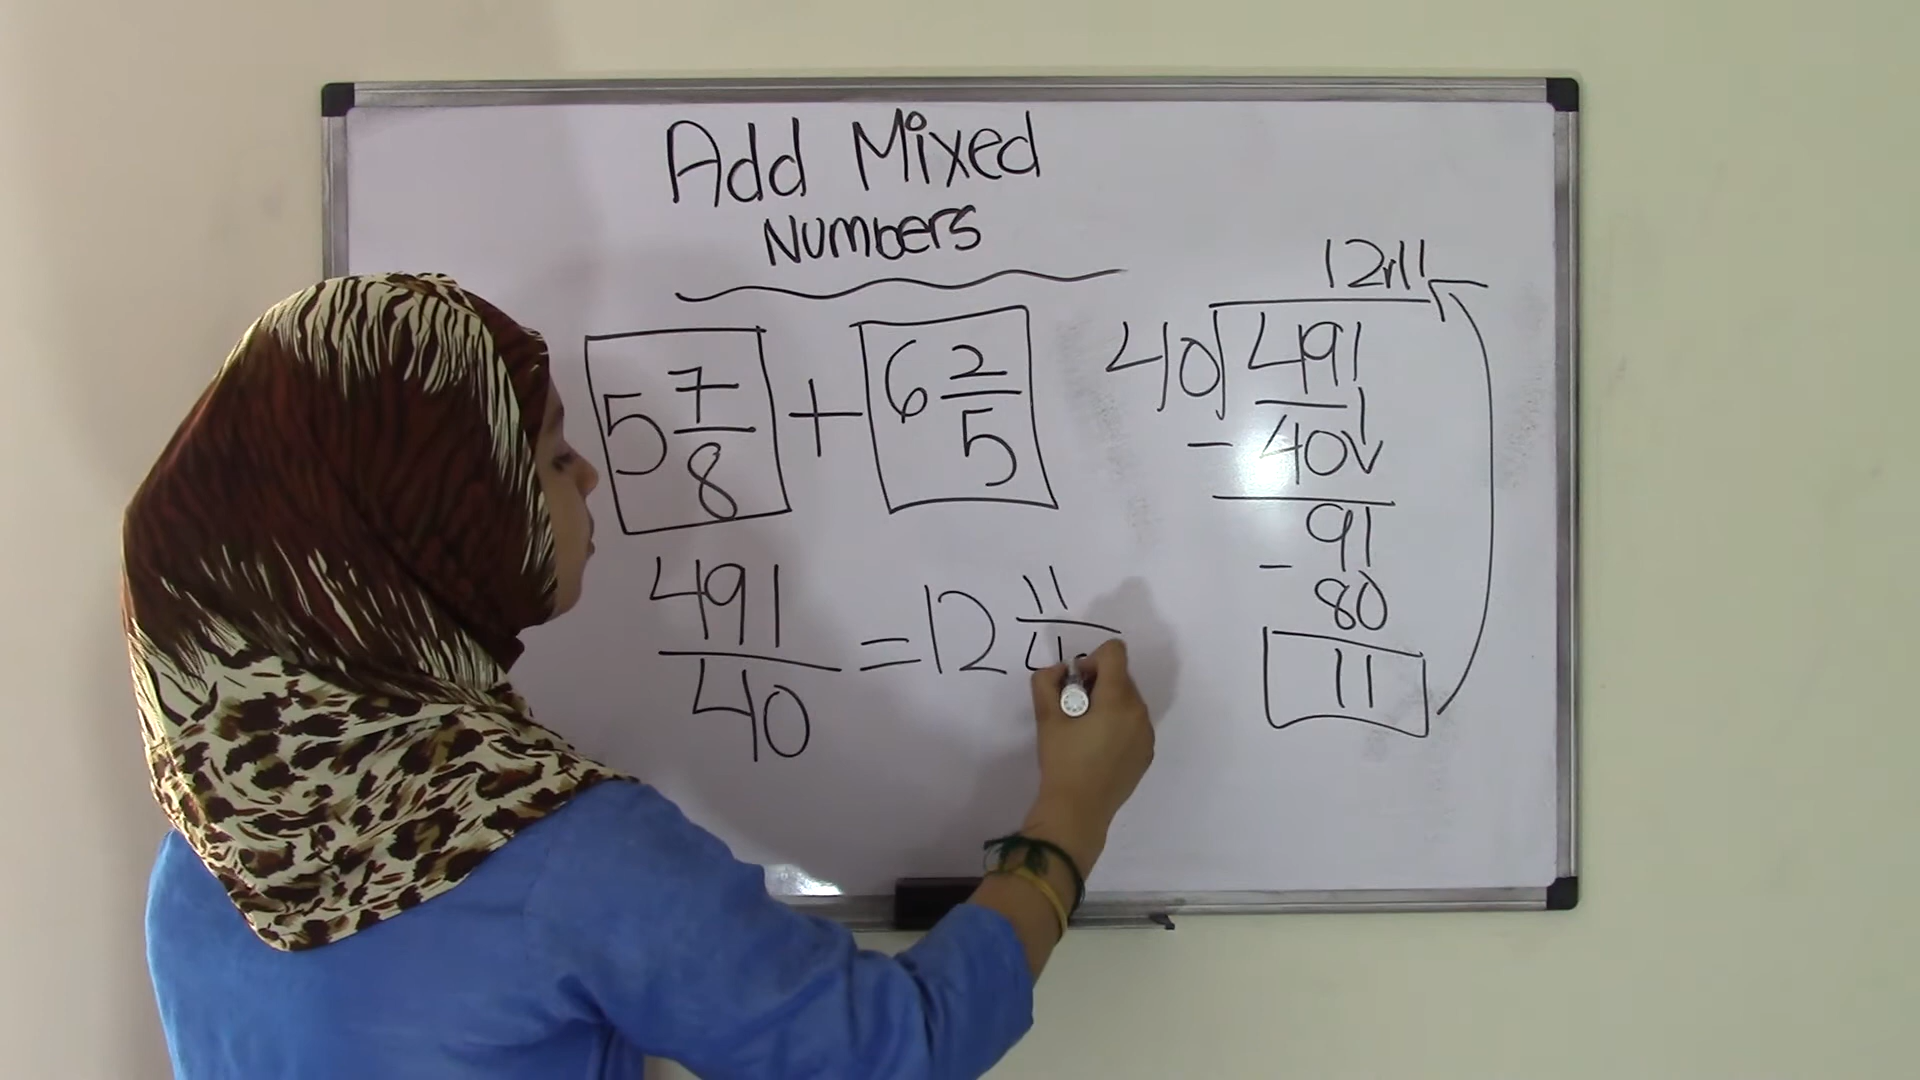 Add Mixed
Numbers
5 7/8 + 6 2/5
491/40 = 12 11/4
12r11
40 491
- 40
91
- 80
11